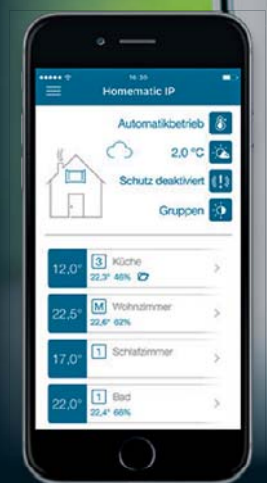 16:36
Homematic IP
Automatikbetrieb
2,0 °C
Schutz deaktiviert
Gruppen
12,0° 3 Küche
22,3° 46%
22,5° M Wohnzimmer
22,6° 62%
17,0° 1 Schlafzimmer
22,0° 1 Bad
22,4° 66%